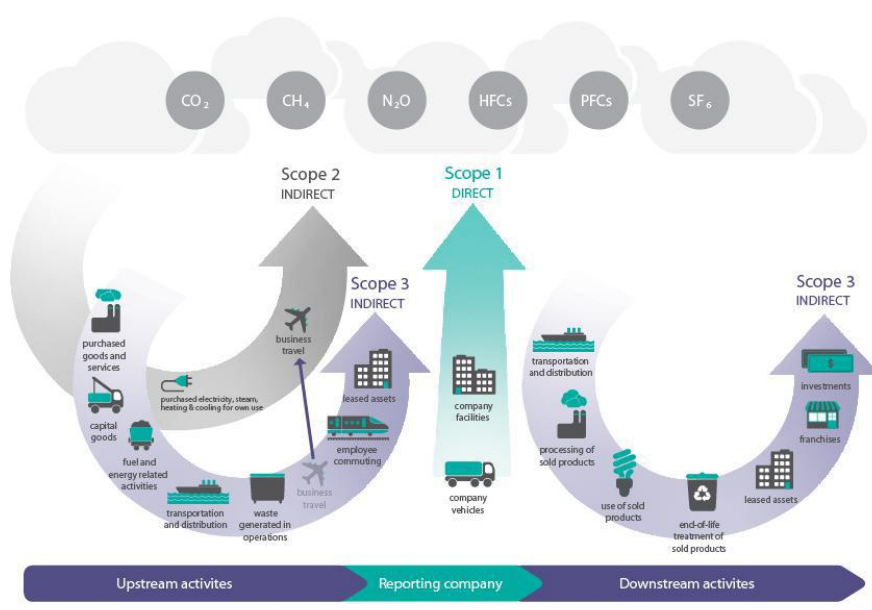 CO₂
CH₄
N₂O
HFCs
PFCs
SF₆
Scope 2
INDIRECT
Scope 1
DIRECT
Scope 3
INDIRECT
Scope 3
INDIRECT
purchased
goods and
services
capital
goods
fuel and
energy related
activities
purchased electricity, steam,
heating & cooling for own use
transportation
and distribution
waste
generated in
operations
business
travel
business
travel
employee
commuting
leased assets
company
facilities
company
vehicles
transportation
and distribution
processing of
sold products
use of sold
products
end-of-life
treatment of
sold products
leased assets
franchises
investments
$
Upstream activites
Reporting company
Downstream activites